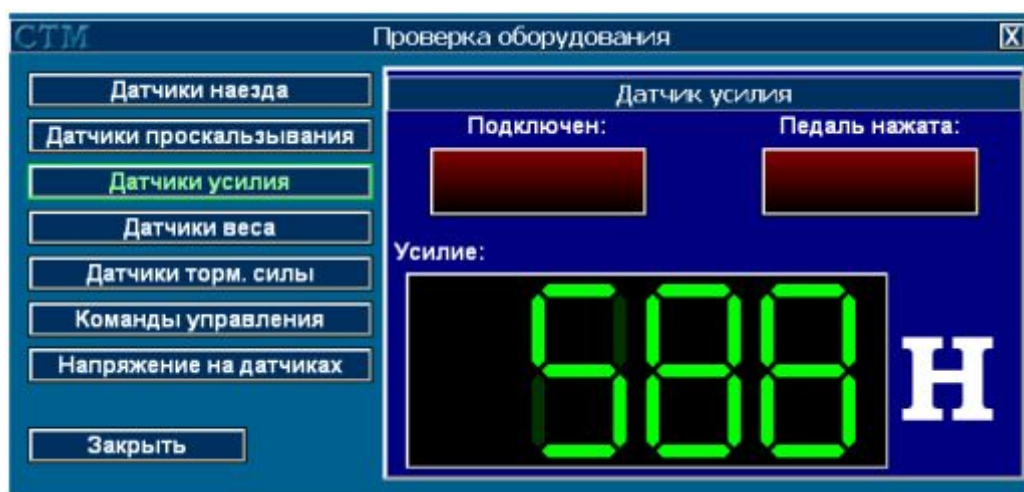 СТМ Проверка оборудования X
Датчики наезда
Датчики проскальзывания
Датчики усилия
Датчики веса
Датчики торм. силы
Команды управления
Напряжение на датчиках
Закрыть
Датчик усилия
Подключен: Педаль нажата:
Усилие:
588 Н